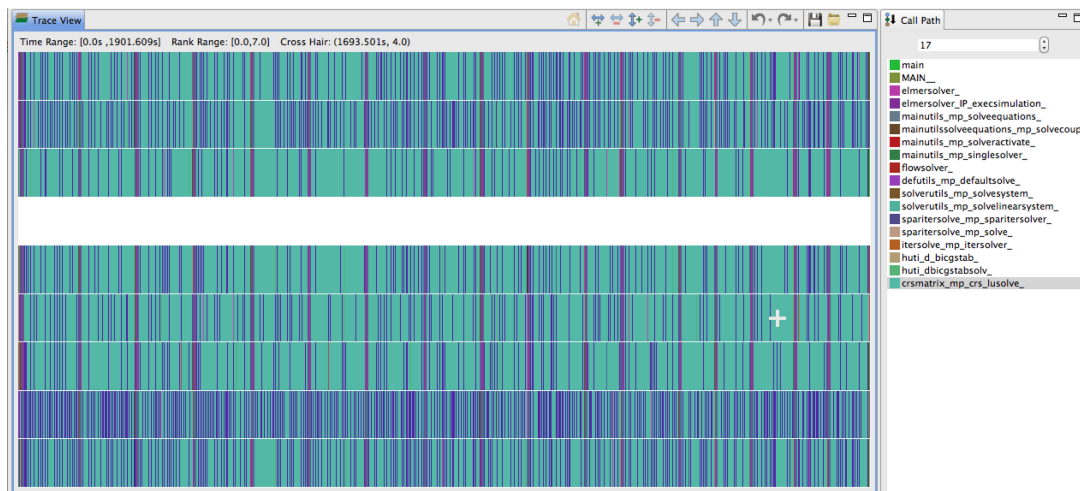 Trace View
Time Range: [0.0s ,1901.609s] Rank Range: [0.0,7.0] Cross Hair: (1693.501s, 4.0)
Call Path
17
main
MAIN__
elmersolver_
elmersolver_IP_execsimulation_
mainutils_mp_solveequations_
mainutilssolveequations_mp_solvecoup
mainutils_mp_solveractivate_
mainutils_mp_singlesolver_
flowsolver_
defutils_mp_defaultsolve_
solverutils_mp_solvesystem_
solverutils_mp_solvelinearsystem_
sparitersolve_mp_sparitersolver_
sparitersolve_mp_solve_
itersolve_mp_itersolver_
huti_d_bicgstab_
huti_dbicgstabsolv_
crsmatrix_mp_crs_lusolve_